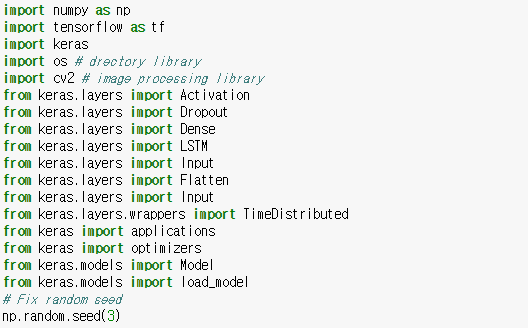 import numpy as np
import tensorflow as tf
import keras
import os # drectory library
import cv2 # image processing library
from keras.layers import Activation
from keras.layers import Dropout
from keras.layers import Dense
from keras.layers import LSTM
from keras.layers import Input
from keras.layers import Flatten
from keras.layers import Input
from keras.layers.wrappers import TimeDistributed
from keras import applications
from keras import optimizers
from keras.models import Model
from keras.models import load_model
# Fix random seed
np.random.seed(3)